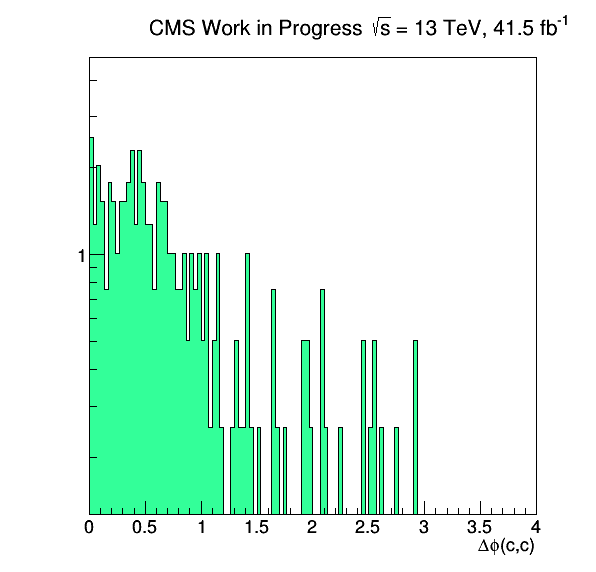 CMS Work in Progress √s = 13 TeV, 41.5 fb⁻¹
1
0 0.5 1 1.5 2 2.5 3 3.5 4
Δϕ(c,c)